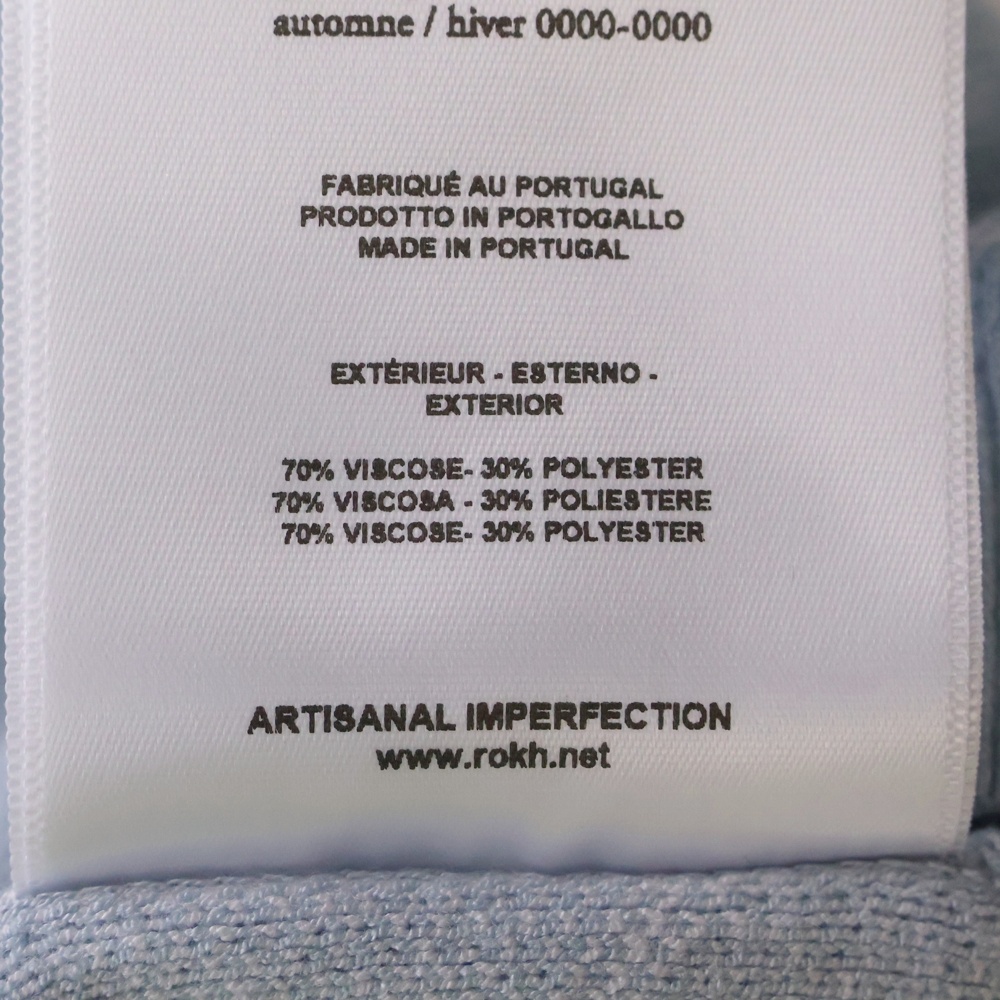 automne / hiver 0000-0000
FABRIQUÉ AU PORTUGAL
PRODOTTO IN PORTOGALLO
MADE IN PORTUGAL
EXTÉRIEUR - ESTERNO -
EXTERIOR
70% VISCOSE- 30% POLYESTER
70% VISCOSA - 30% POLIESTERE
70% VISCOSE- 30% POLYESTER
ARTISANAL IMPERFECTION
www.rokh.net